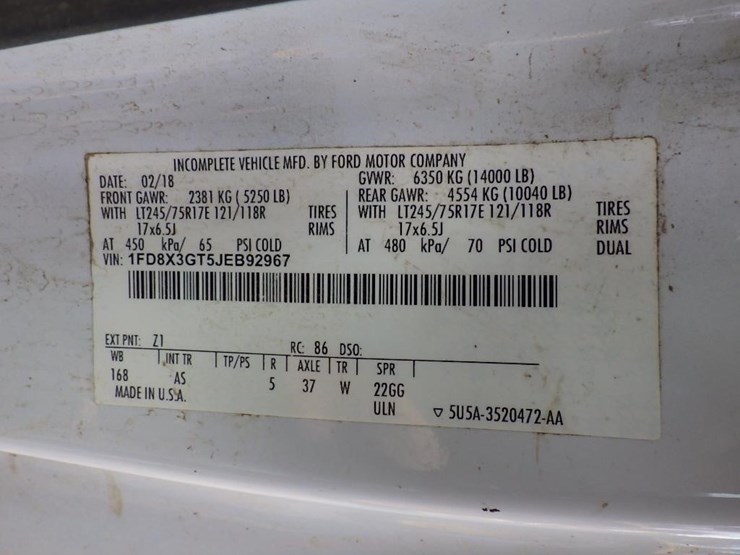 INCOMPLETE VEHICLE MFD. BY FORD MOTOR COMPANY
DATE: 02/18 GVWR: 6350 KG (14000 LB)
FRONT GAWR: 2381 KG ( 5250 LB) REAR GAWR: 4554 KG (10040 LB)
WITH LT245/75R17E 121/118R TIRES WITH LT245/75R17E 121/118R TIRES
17x6.5J RIMS 17x6.5J RIMS
AT 450 kPa/ 65 PSI COLD AT 480 kPa/ 70 PSI COLD DUAL
VIN: 1FD8X3GT5JEB92967
EXT PNT: Z1 RC: 86 DSO:
WB INT TR TP/PS R AXLE TR SPR
168 AS 5 37 W 22GG
MADE IN U.S.A. ULN ▽ 5U5A-3520472-AA